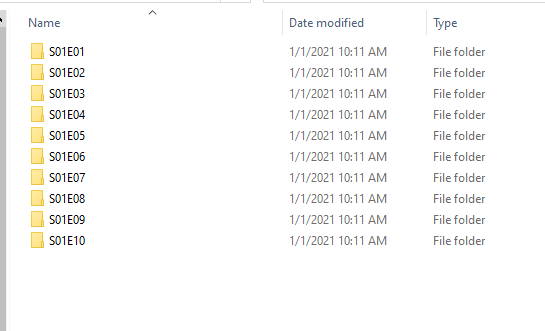 Name Date modified Type
S01E01 1/1/2021 10:11 AM File folder
S01E02 1/1/2021 10:11 AM File folder
S01E03 1/1/2021 10:11 AM File folder
S01E04 1/1/2021 10:11 AM File folder
S01E05 1/1/2021 10:11 AM File folder
S01E06 1/1/2021 10:11 AM File folder
S01E07 1/1/2021 10:11 AM File folder
S01E08 1/1/2021 10:11 AM File folder
S01E09 1/1/2021 10:11 AM File folder
S01E10 1/1/2021 10:11 AM File folder